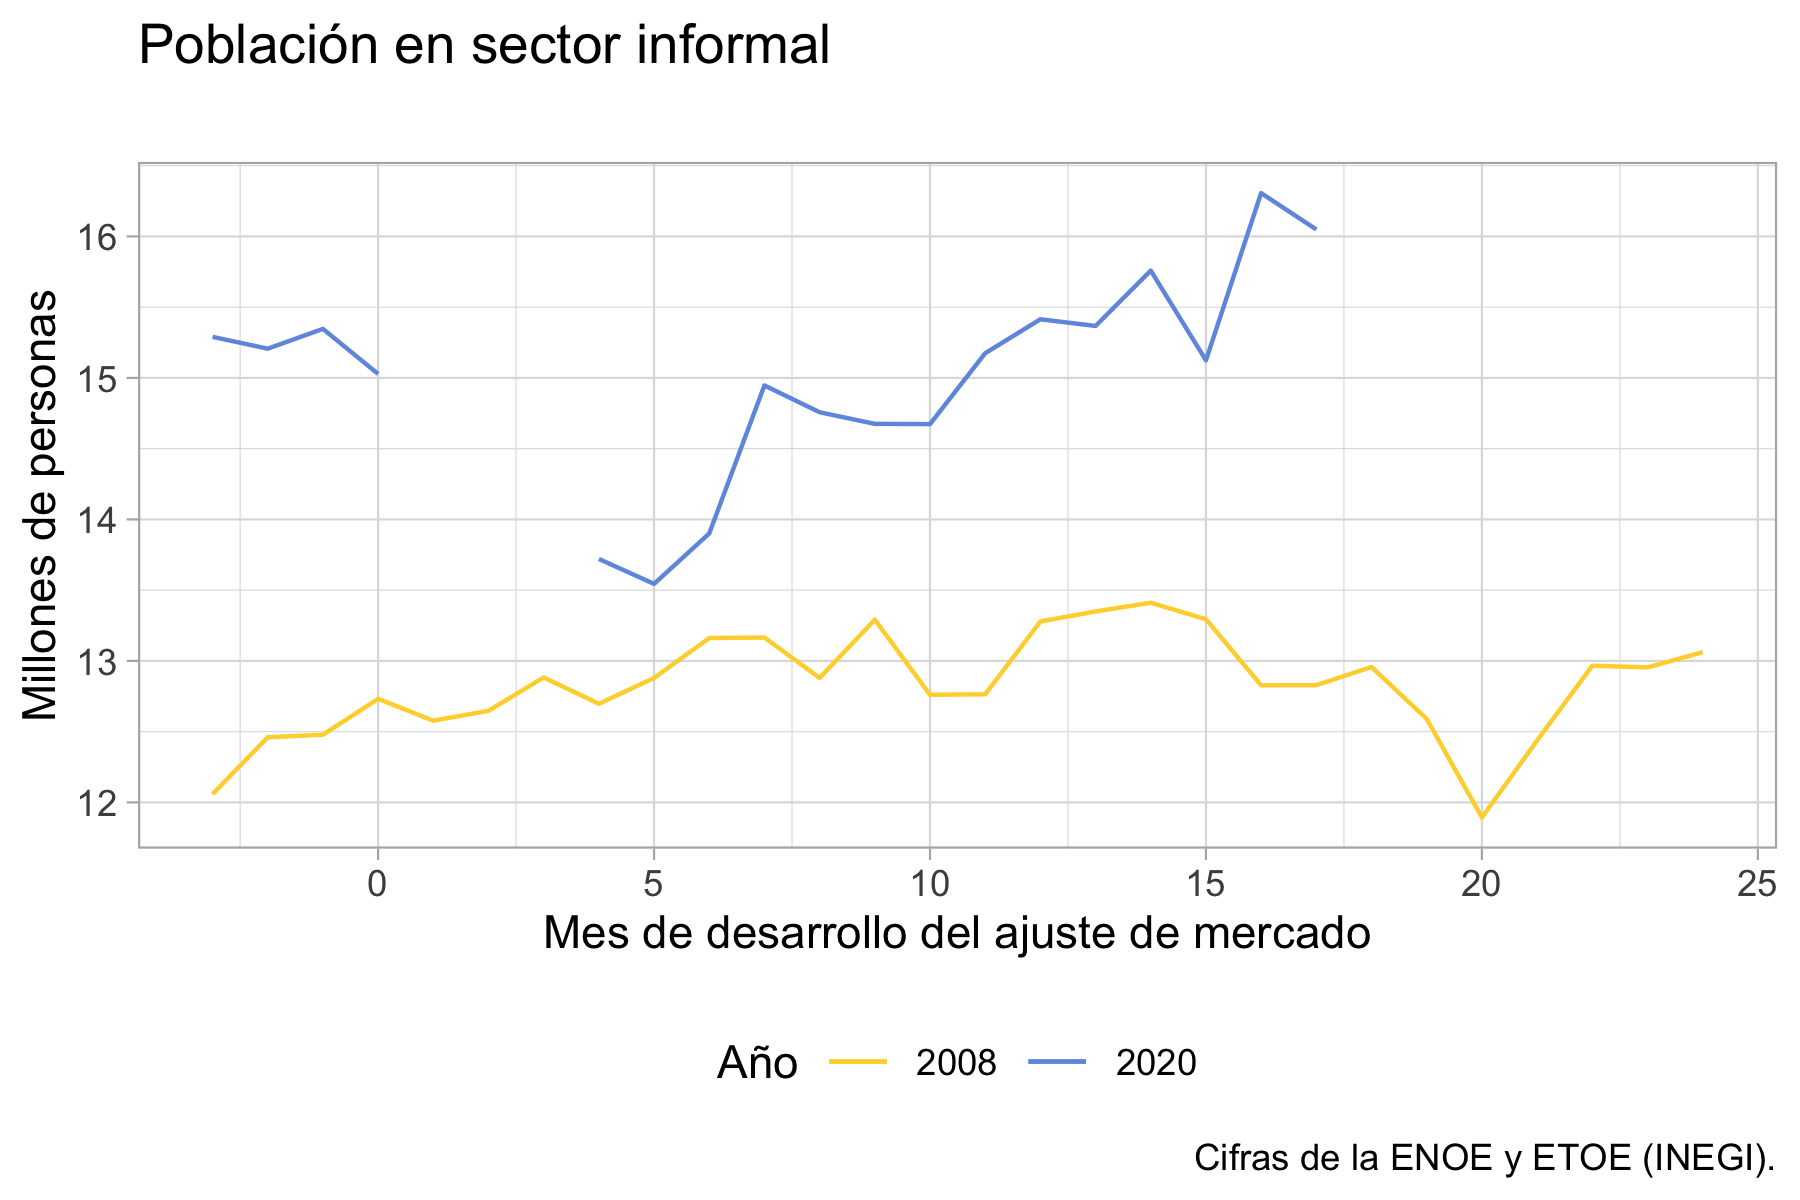 Población en sector informal
Millones de personas
16
15
14
13
12
0 5 10 15 20 25
Mes de desarrollo del ajuste de mercado
Año 2008 2020
Cifras de la ENOE y ETOE (INEGI).